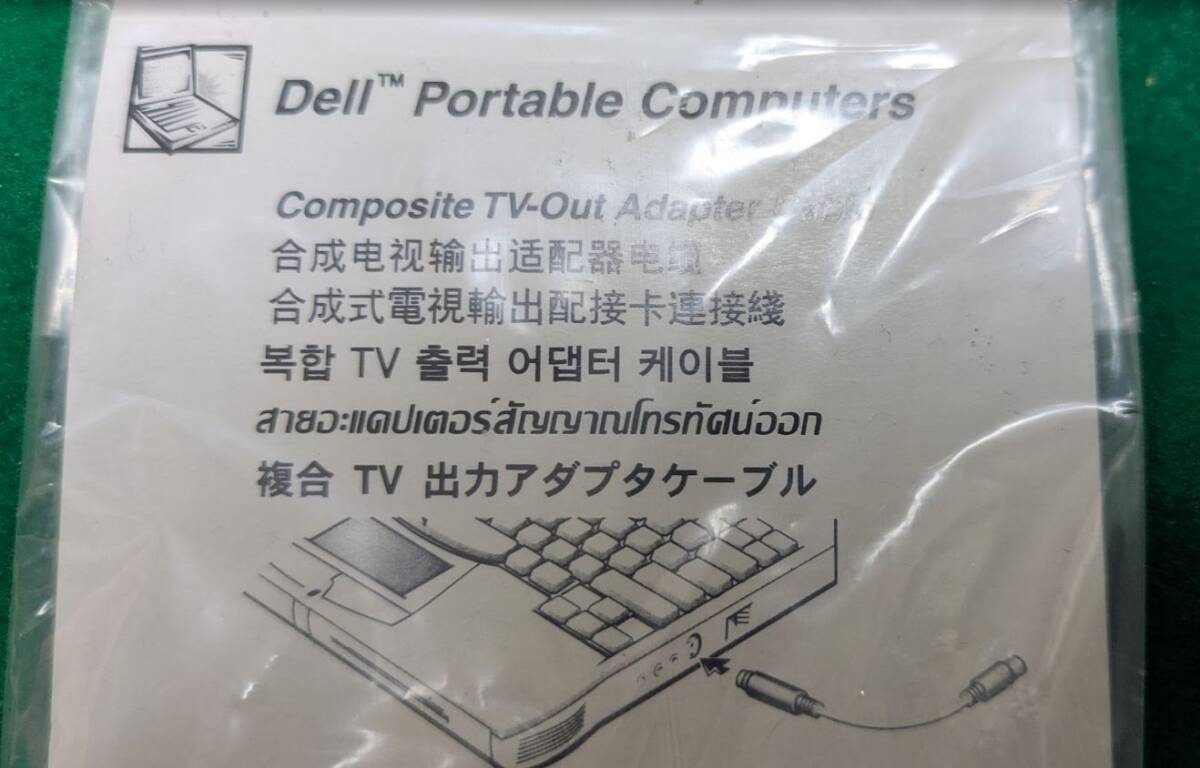 Dell™ Portable Computers
Composite TV-Out Adapter Cable
合成电视输出适配器电缆
合成式電視輸出配接卡連接綫
복합 TV 출력 어댑터 케이블
สายอะแดปเตอร์สัญญาณโทรทัศน์ออก
複合 TV 出力アダプタケーブル